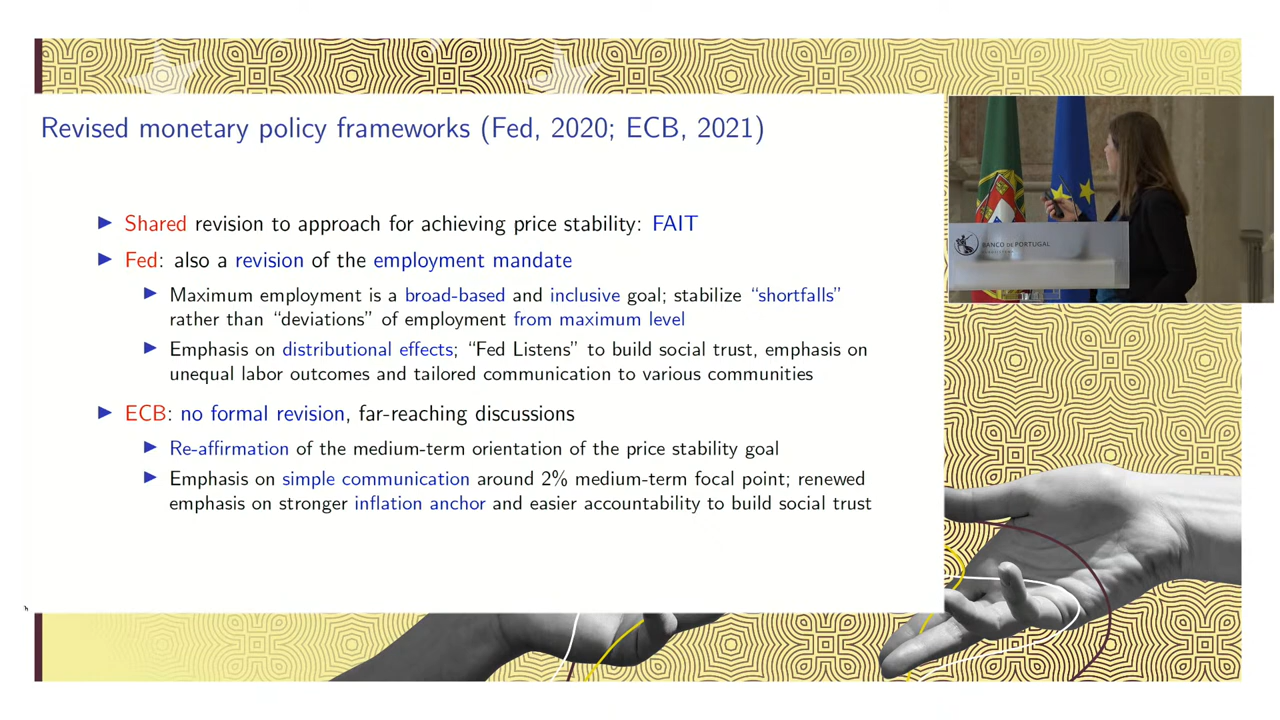 Revised monetary policy frameworks (Fed, 2020; ECB, 2021)
Shared revision to approach for achieving price stability: FAIT
Fed: also a revision of the employment mandate
Maximum employment is a broad-based and inclusive goal; stabilize “shortfalls”
rather than “deviations” of employment from maximum level
Emphasis on distributional effects; “Fed Listens” to build social trust, emphasis on
unequal labor outcomes and tailored communication to various communities
ECB: no formal revision, far-reaching discussions
Re-affirmation of the medium-term orientation of the price stability goal
Emphasis on simple communication around 2% medium-term focal point; renewed
emphasis on stronger inflation anchor and easier accountability to build social trust
BANCO DE PORTUGAL